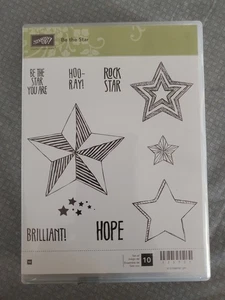 Be the Star
BE THE
STAR
YOU ARE
HOO-
RAY!
ROCK
STAR
BRILLIANT!
HOPE
10